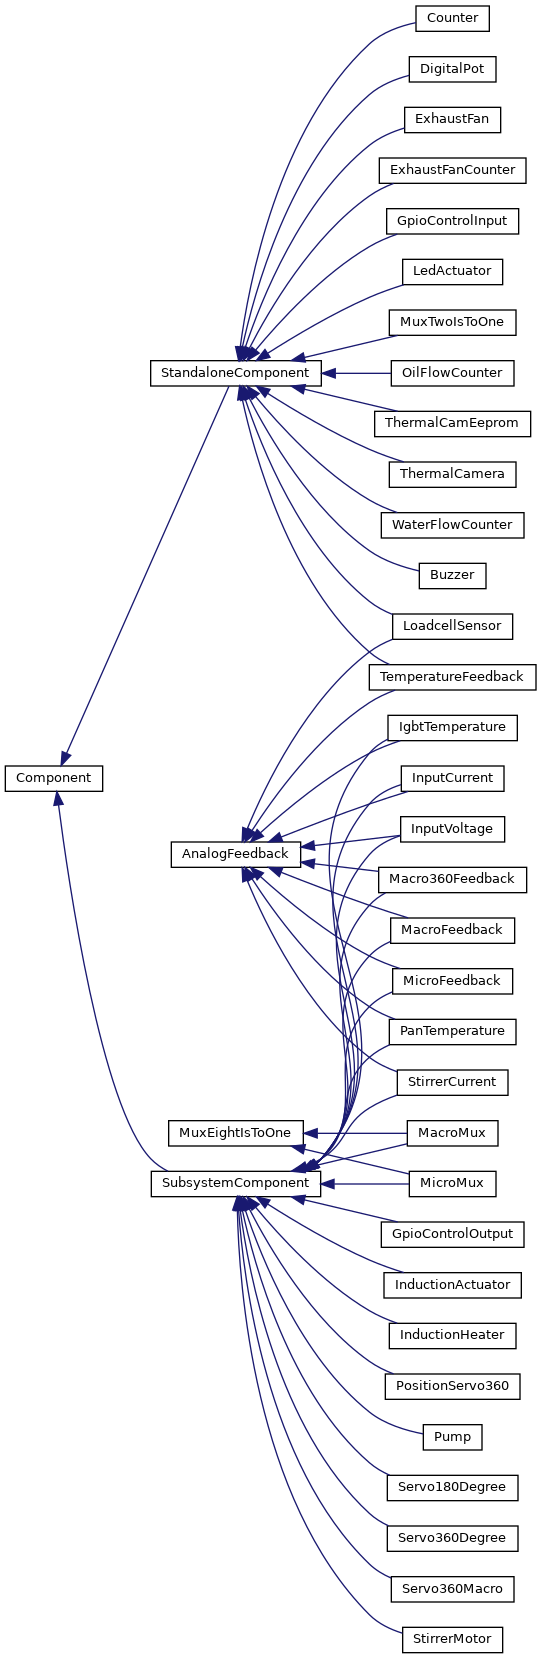 Counter
DigitalPot
ExhaustFan
ExhaustFanCounter
GpioControlInput
LedActuator
MuxTwoIsToOne
StandaloneComponent
OilFlowCounter
ThermalCamEeprom
ThermalCamera
WaterFlowCounter
Buzzer
LoadcellSensor
TemperatureFeedback
IgbtTemperature
Component
InputCurrent
InputVoltage
AnalogFeedback
Macro360Feedback
MacroFeedback
MicroFeedback
PanTemperature
StirrerCurrent
MuxEightIsToOne
MacroMux
SubsystemComponent
MicroMux
GpioControlOutput
InductionActuator
InductionHeater
PositionServo360
Pump
Servo180Degree
Servo360Degree
Servo360Macro
StirrerMotor